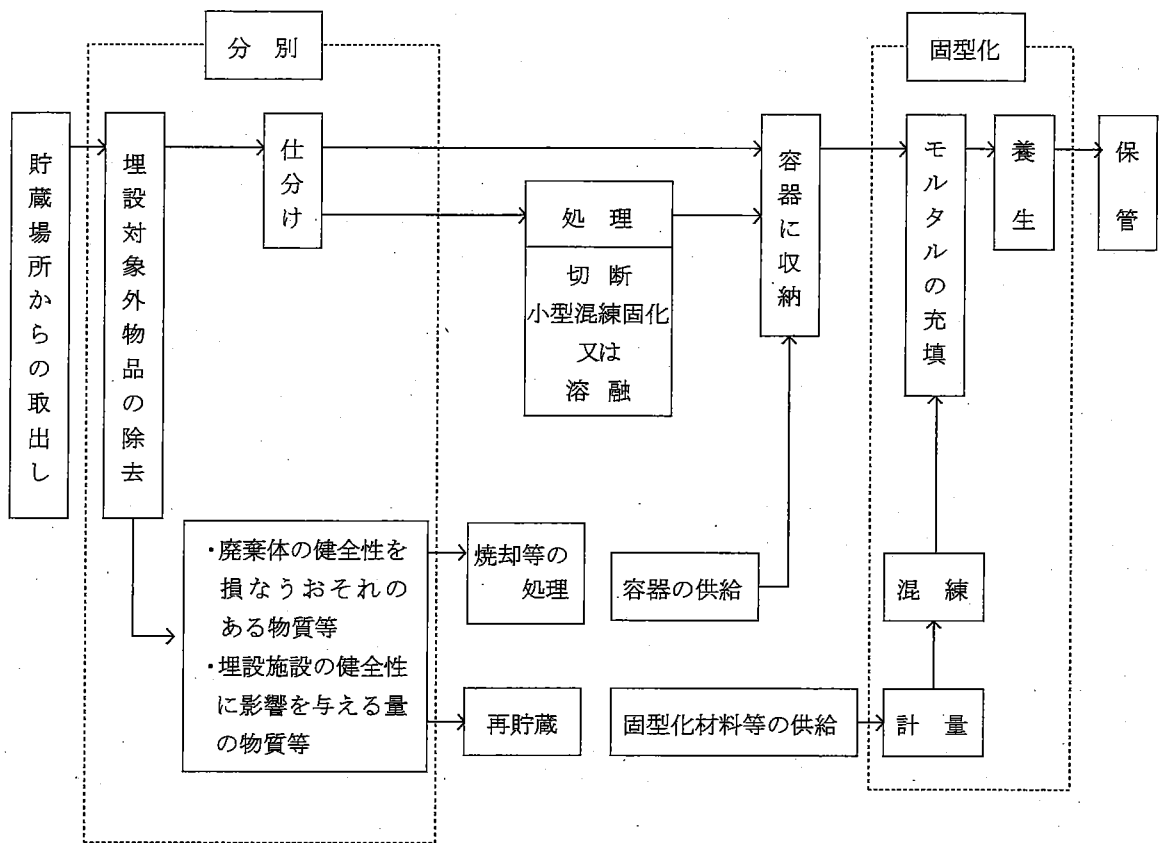 分別
固型化
貯蔵場所からの取出し
埋設対象外物品の除去
仕分け
処理
切断
小型混練固化
又は
溶融
容器に収納
モルタルの充填
養生
保管
・廃棄体の健全性を
損なうおそれの
ある物質等
・埋設施設の健全性
に影響を与える量
の物質等
焼却等の
処理
再貯蔵
容器の供給
固型化材料等の供給
混練
計量